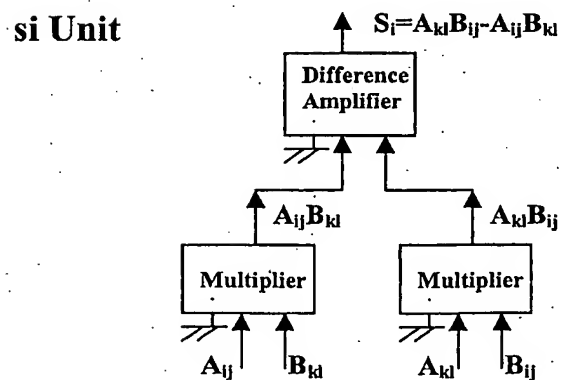 si Unit
Sᵢ=AₖₗBᵢⱼ-AᵢⱼBₖₗ
Difference
Amplifier
AᵢⱼBₖₗ
AₖₗBᵢⱼ
Multiplier
Multiplier
Aᵢⱼ
Bₖₗ
Aₖₗ
Bᵢⱼ